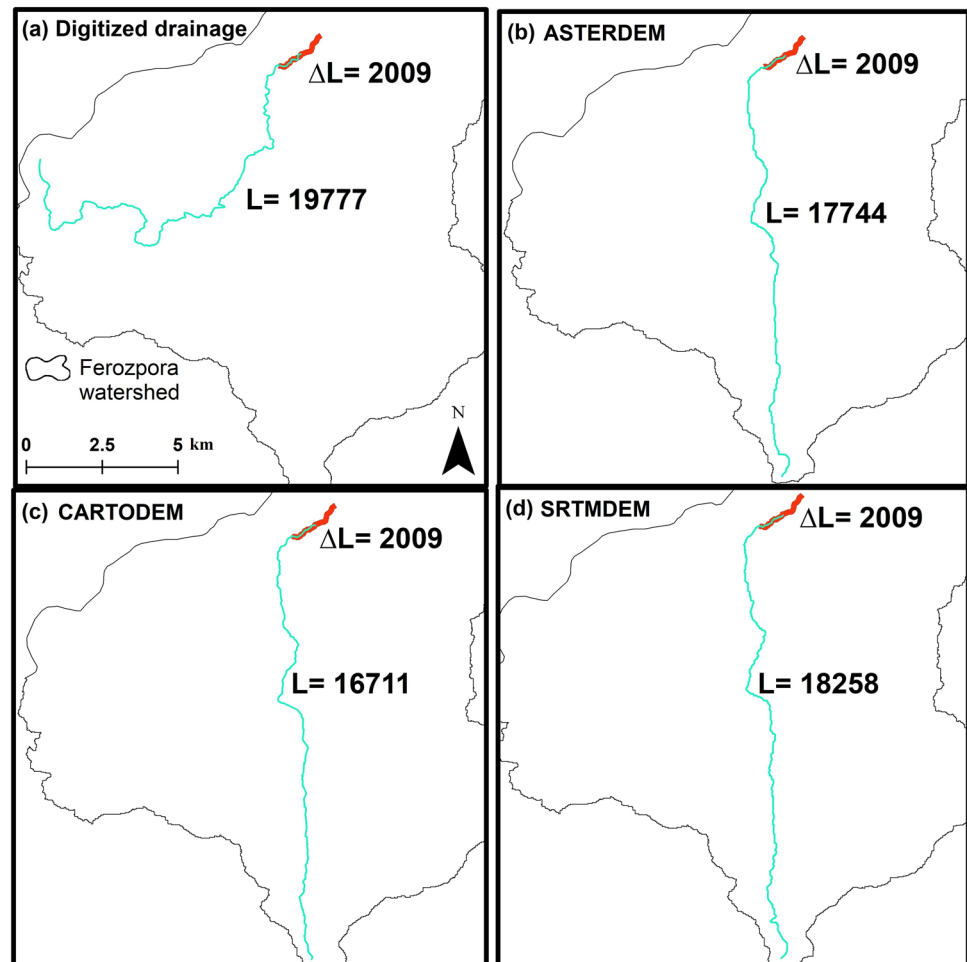 (a) Digitized drainage
ΔL= 2009
L= 19777
Ferozpora
watershed
N
0 2.5 5 km
(b) ASTERDEM
ΔL= 2009
L= 17744
(c) CARTODEM
ΔL= 2009
L= 16711
(d) SRTMDEM
ΔL= 2009
L= 18258